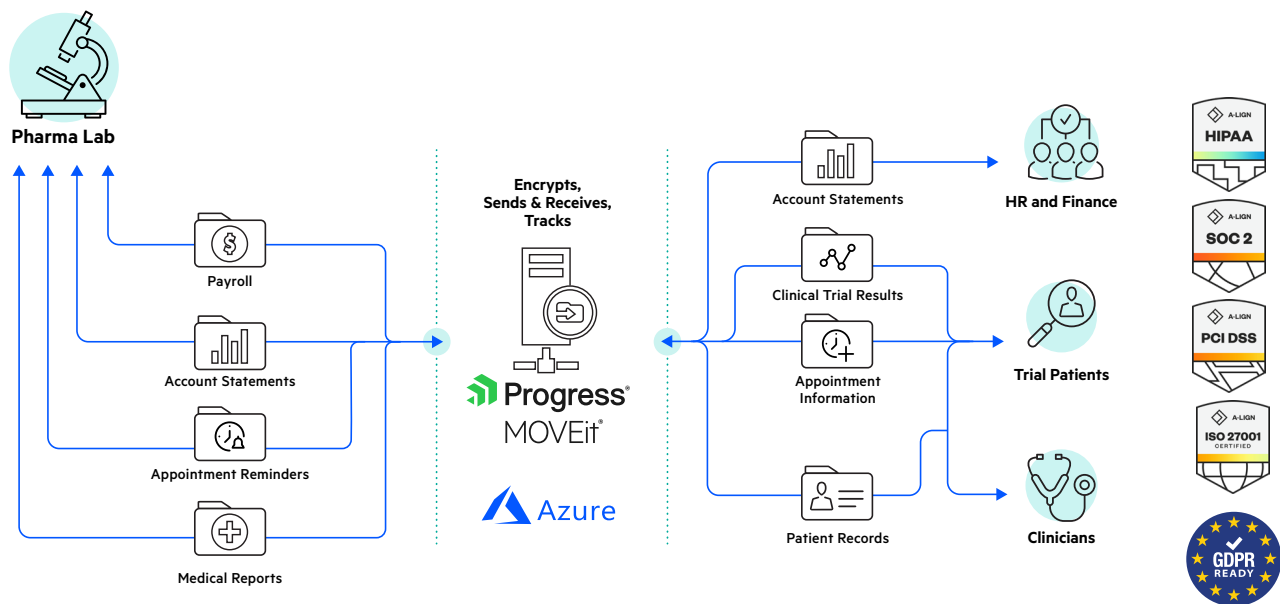 Pharma Lab
Payroll
Account Statements
Appointment Reminders
Medical Reports
Encrypts,
Sends & Receives,
Tracks
Progress®
MOVEit®
Azure
Account Statements
Clinical Trial Results
Appointment
Information
Patient Records
HR and Finance
Trial Patients
Clinicians
A-LIGN
HIPAA
A-LIGN
SOC 2
A-LIGN
PCI DSS
A-LIGN
ISO 27001
CERTIFIED
GDPR
READY